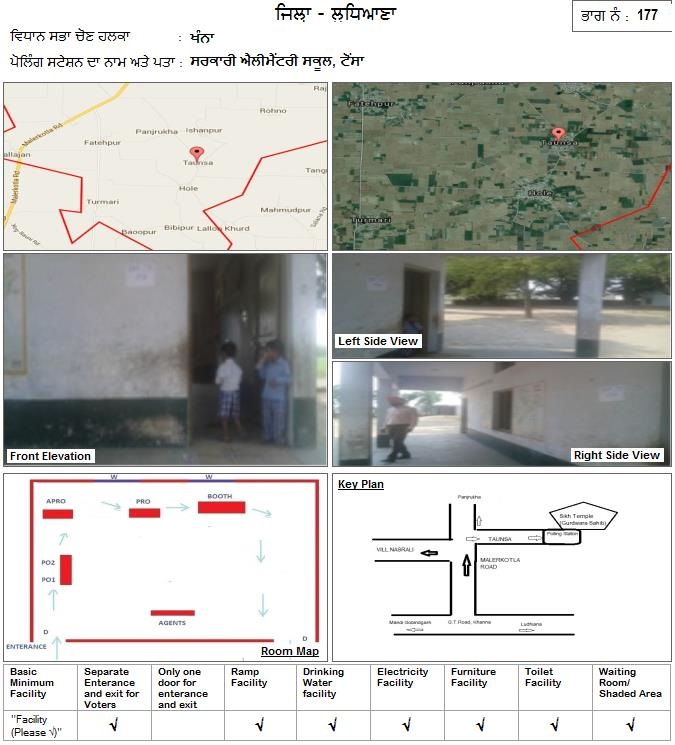 ਜਿਲ੍ਹਾ - ਲੁਧਿਆਣਾ
ਭਾਗ ਨੰ : 177
ਵਿਧਾਨ ਸਭਾ ਚੋਣ ਹਲਕਾ : ਖੰਨਾ
ਪੋਲਿੰਗ ਸਟੇਸ਼ਨ ਦਾ ਨਾਮ ਅਤੇ ਪਤਾ : ਸਰਕਾਰੀ ਐਲੀਮੈਂਟਰੀ ਸਕੂਲ, ਟੌਂਸਾ
Rohno
Malerkotla Rd
Panjrukha Ishanpur
Fatehpur
allajan
Taunsa
Tang
Malerkotla Rd
Hole
Turmari
Mahmudpur
Baoopur
Bibipur
Lallon Khurd
Fatehpur
Taunsa
Hole
Turmari
Front Elevation
Left Side View
Right Side View
W
W
APRO
PRO
BOOTH
PO2
PO1
AGENTS
D
D
ENTERANCE
Room Map
Key Plan
Panjrukha
Sikh Temple
(Gurdwara Sahib)
Polling Station
TAUNSA
VILL.NASRALI
MALERKOTLA
ROAD
Mandi Gobindgarh
G.T.Road, Khanna
Ludhiana
Basic Minimum Facility
Separate Enterance and exit for Voters
Only one door for enterance and exit
Ramp Facility
Drinking Water facility
Electricity Facility
Furniture Facility
Toilet Facility
Waiting Room/ Shaded Area
"Facility (Please √)"
√
√
√
√
√
√
√